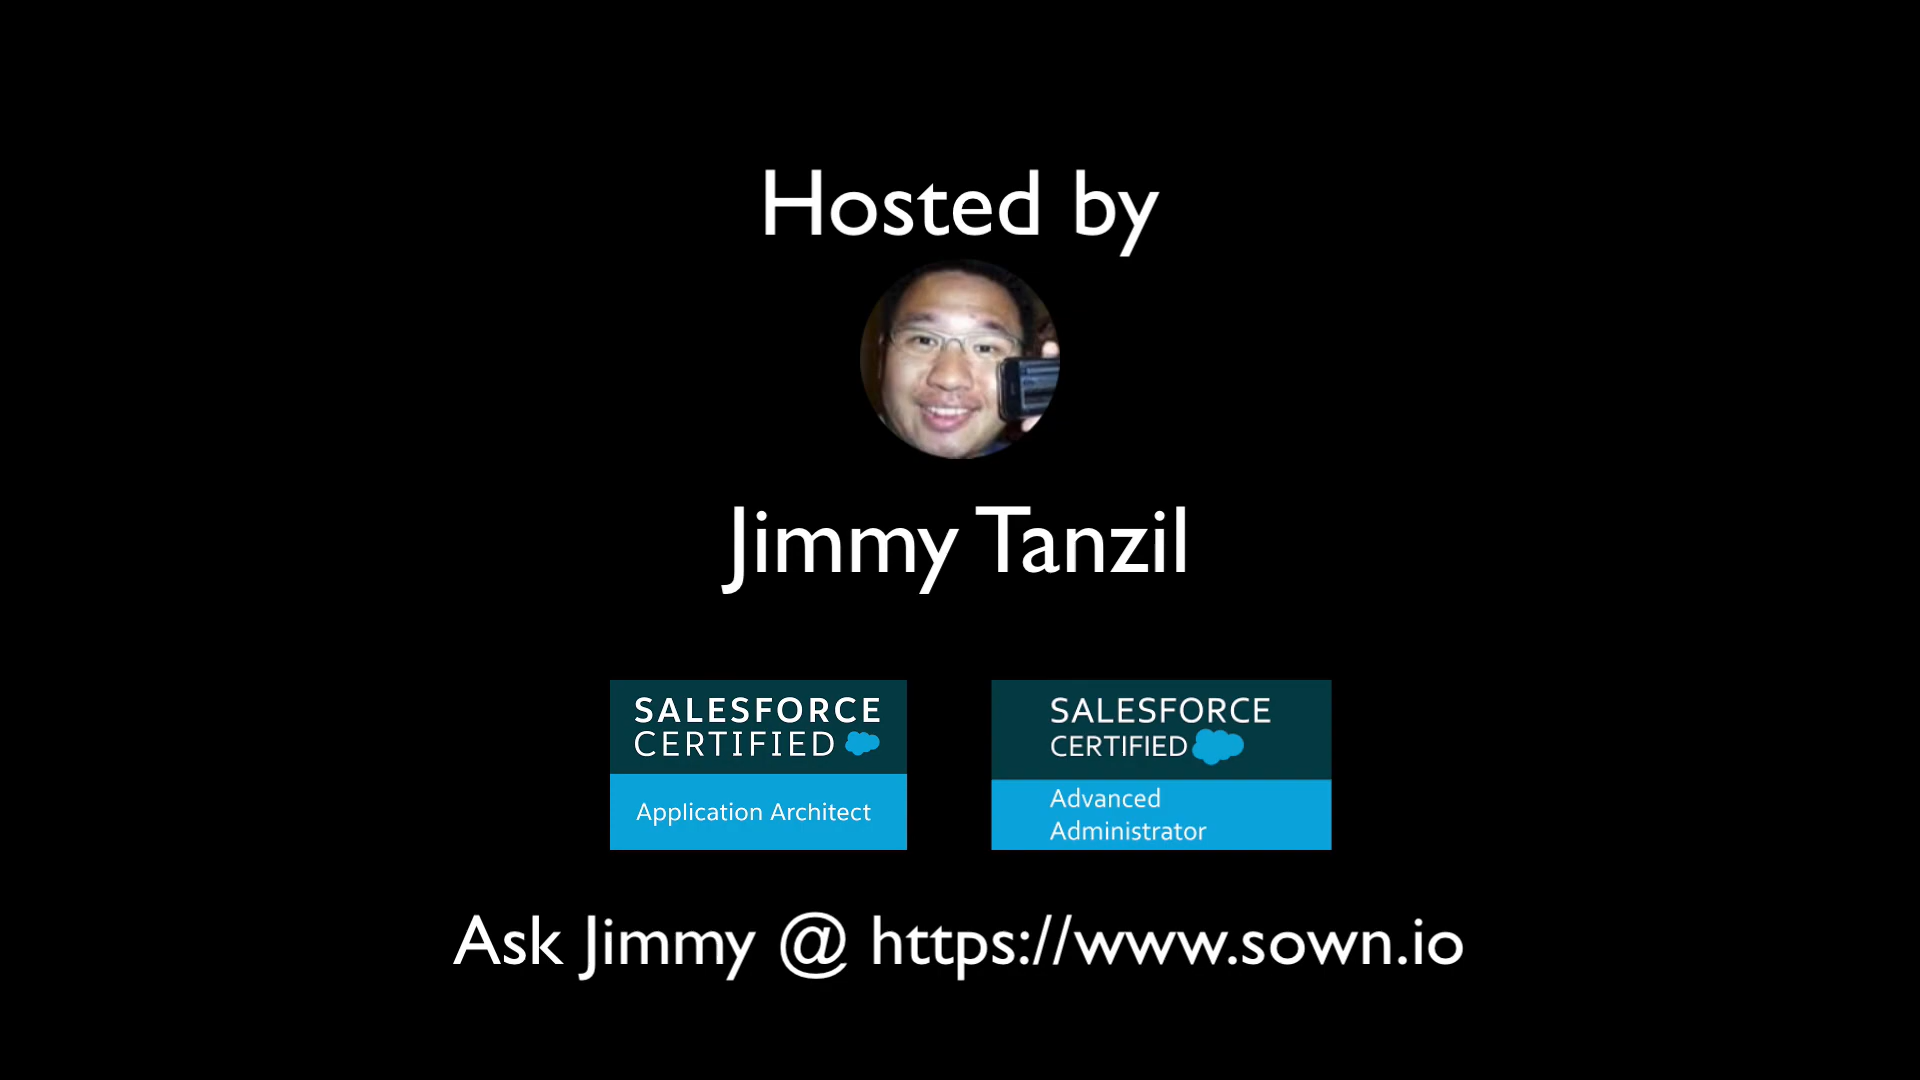 Hosted by
Jimmy Tanzil
SALESFORCE
CERTIFIED
Application Architect
SALESFORCE
CERTIFIED
Advanced
Administrator
Ask Jimmy @ https://www.sown.io